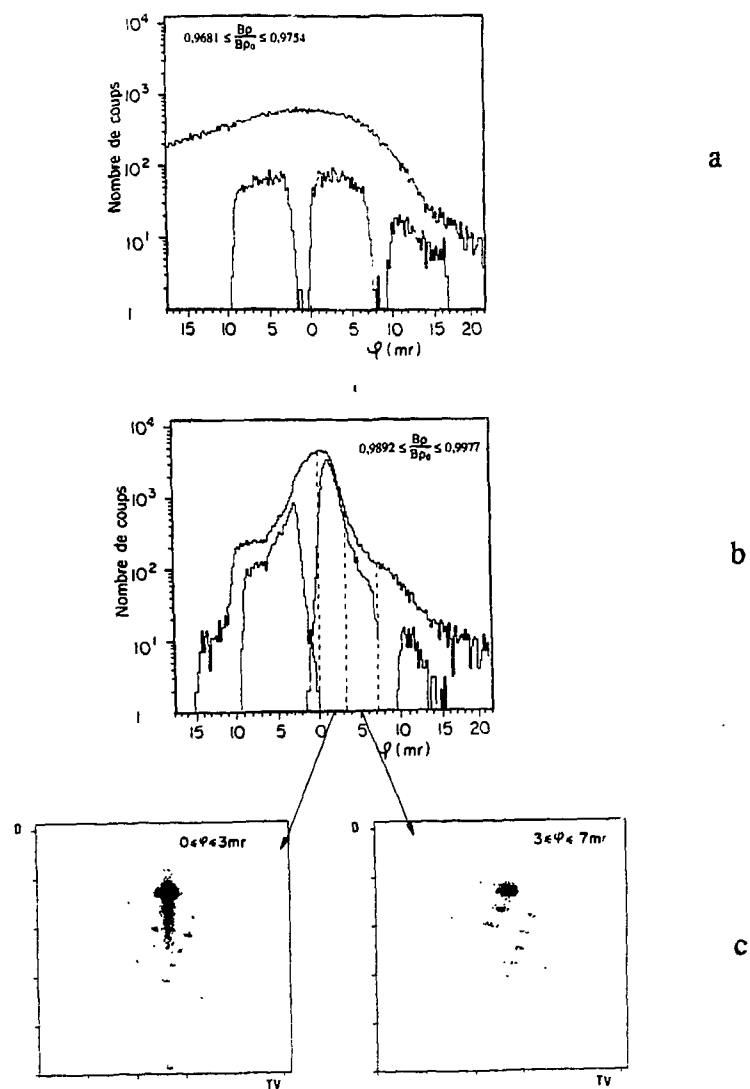 10⁴
0,9681 ≤ Bρ/Bρ₀ ≤ 0,9754
10³
10²
10¹
1
Nombre de coups
15 10 5 0 5 10 15 20
φ (mr)
a
10⁴
0,9892 ≤ Bρ/Bρ₀ ≤ 0,9977
10³
10²
10¹
1
Nombre de coups
15 10 5 0 5 10 15 20
φ (mr)
b
D
0 ≤ φ ≤ 3mr
TV
D
3 ≤ φ ≤ 7mr
TV
c